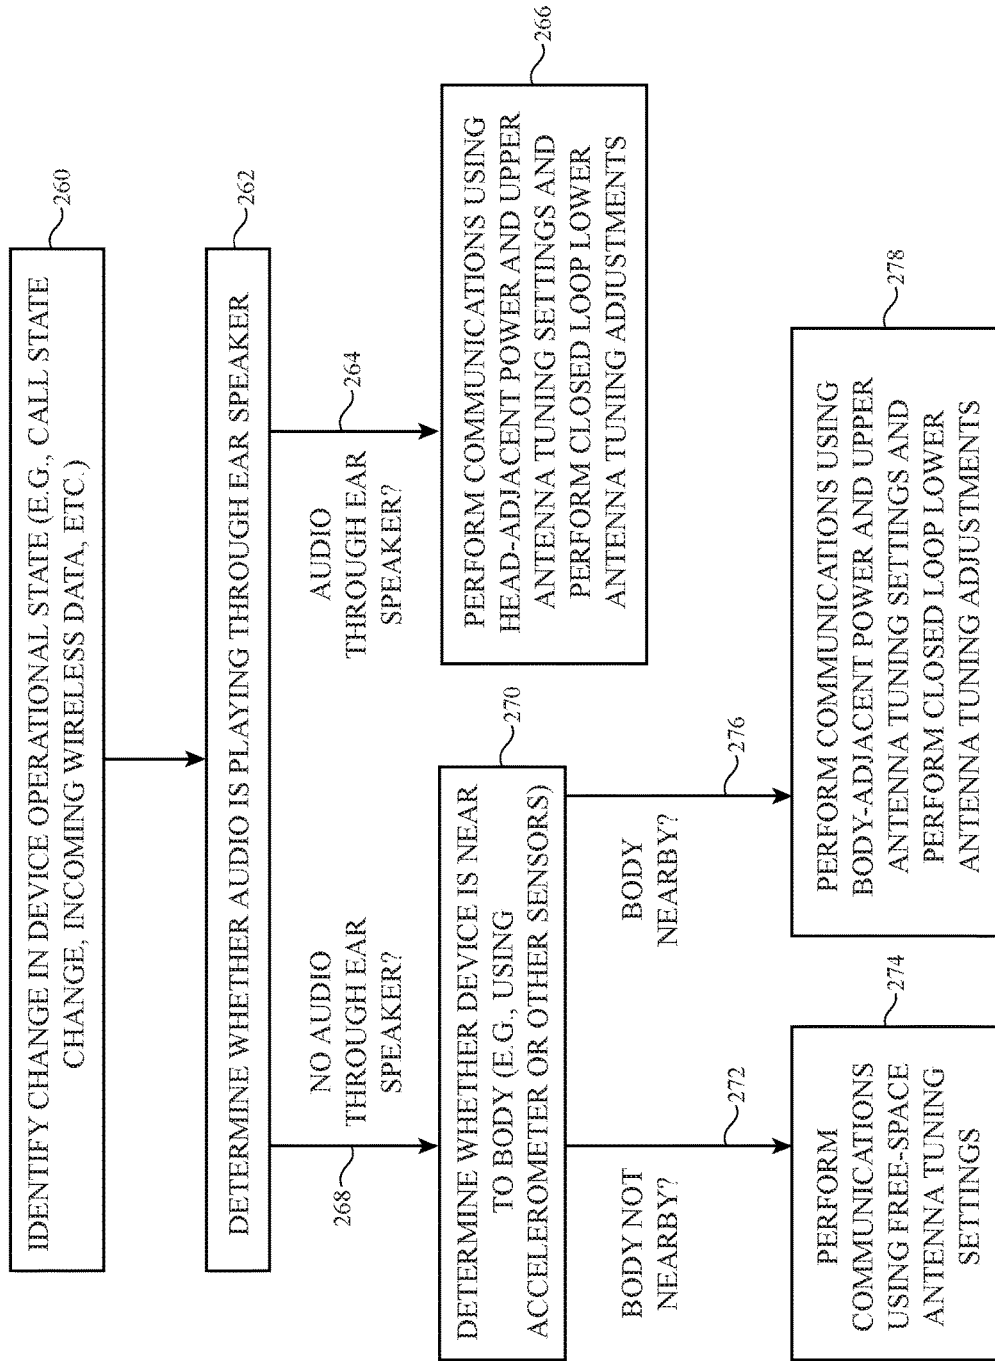 IDENTIFY CHANGE IN DEVICE OPERATIONAL STATE (E.G., CALL STATE
CHANGE, INCOMING WIRELESS DATA, ETC.)
260
DETERMINE WHETHER AUDIO IS PLAYING THROUGH EAR SPEAKER
262
NO AUDIO
THROUGH EAR
SPEAKER?
268
AUDIO
THROUGH EAR
SPEAKER?
264
DETERMINE WHETHER DEVICE IS NEAR
TO BODY (E.G., USING
ACCELEROMETER OR OTHER SENSORS)
270
PERFORM COMMUNICATIONS USING
HEAD-ADJACENT POWER AND UPPER
ANTENNA TUNING SETTINGS AND
PERFORM CLOSED LOOP LOWER
ANTENNA TUNING ADJUSTMENTS
266
BODY NOT
NEARBY?
272
BODY
NEARBY?
276
PERFORM
COMMUNICATIONS
USING FREE-SPACE
ANTENNA TUNING
SETTINGS
274
PERFORM COMMUNICATIONS USING
BODY-ADJACENT POWER AND UPPER
ANTENNA TUNING SETTINGS AND
PERFORM CLOSED LOOP LOWER
ANTENNA TUNING ADJUSTMENTS
278